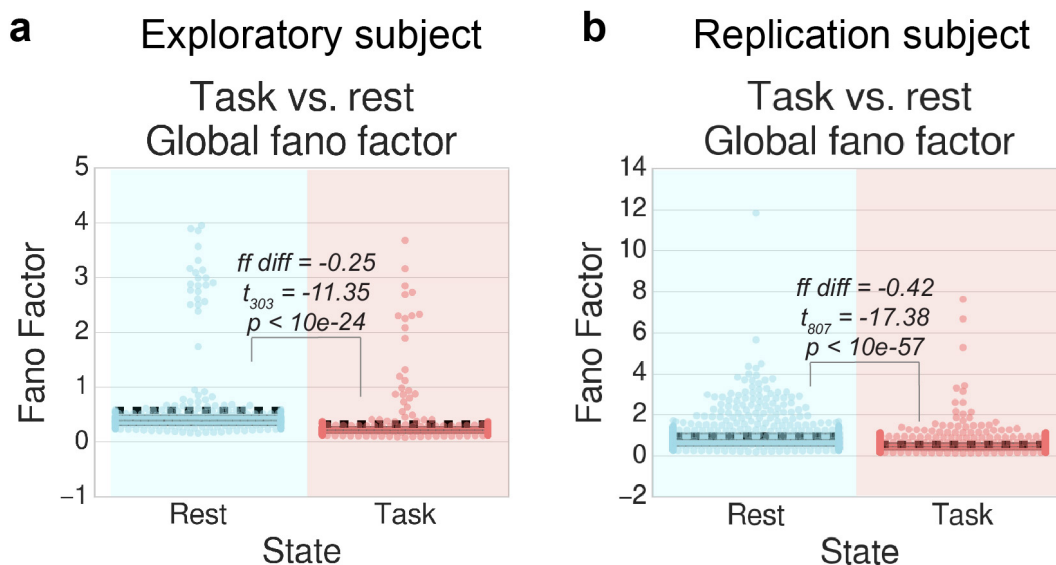 a
Exploratory subject
Task vs. rest
Global fano factor
5
4
3
2
1
0
−1
Fano Factor
ff diff = -0.25
t303 = -11.35
p < 10e-24
Rest
Task
State
b
Replication subject
Task vs. rest
Global fano factor
14
12
10
8
6
4
2
0
−2
Fano Factor
ff diff = -0.42
t807 = -17.38
p < 10e-57
Rest
Task
State